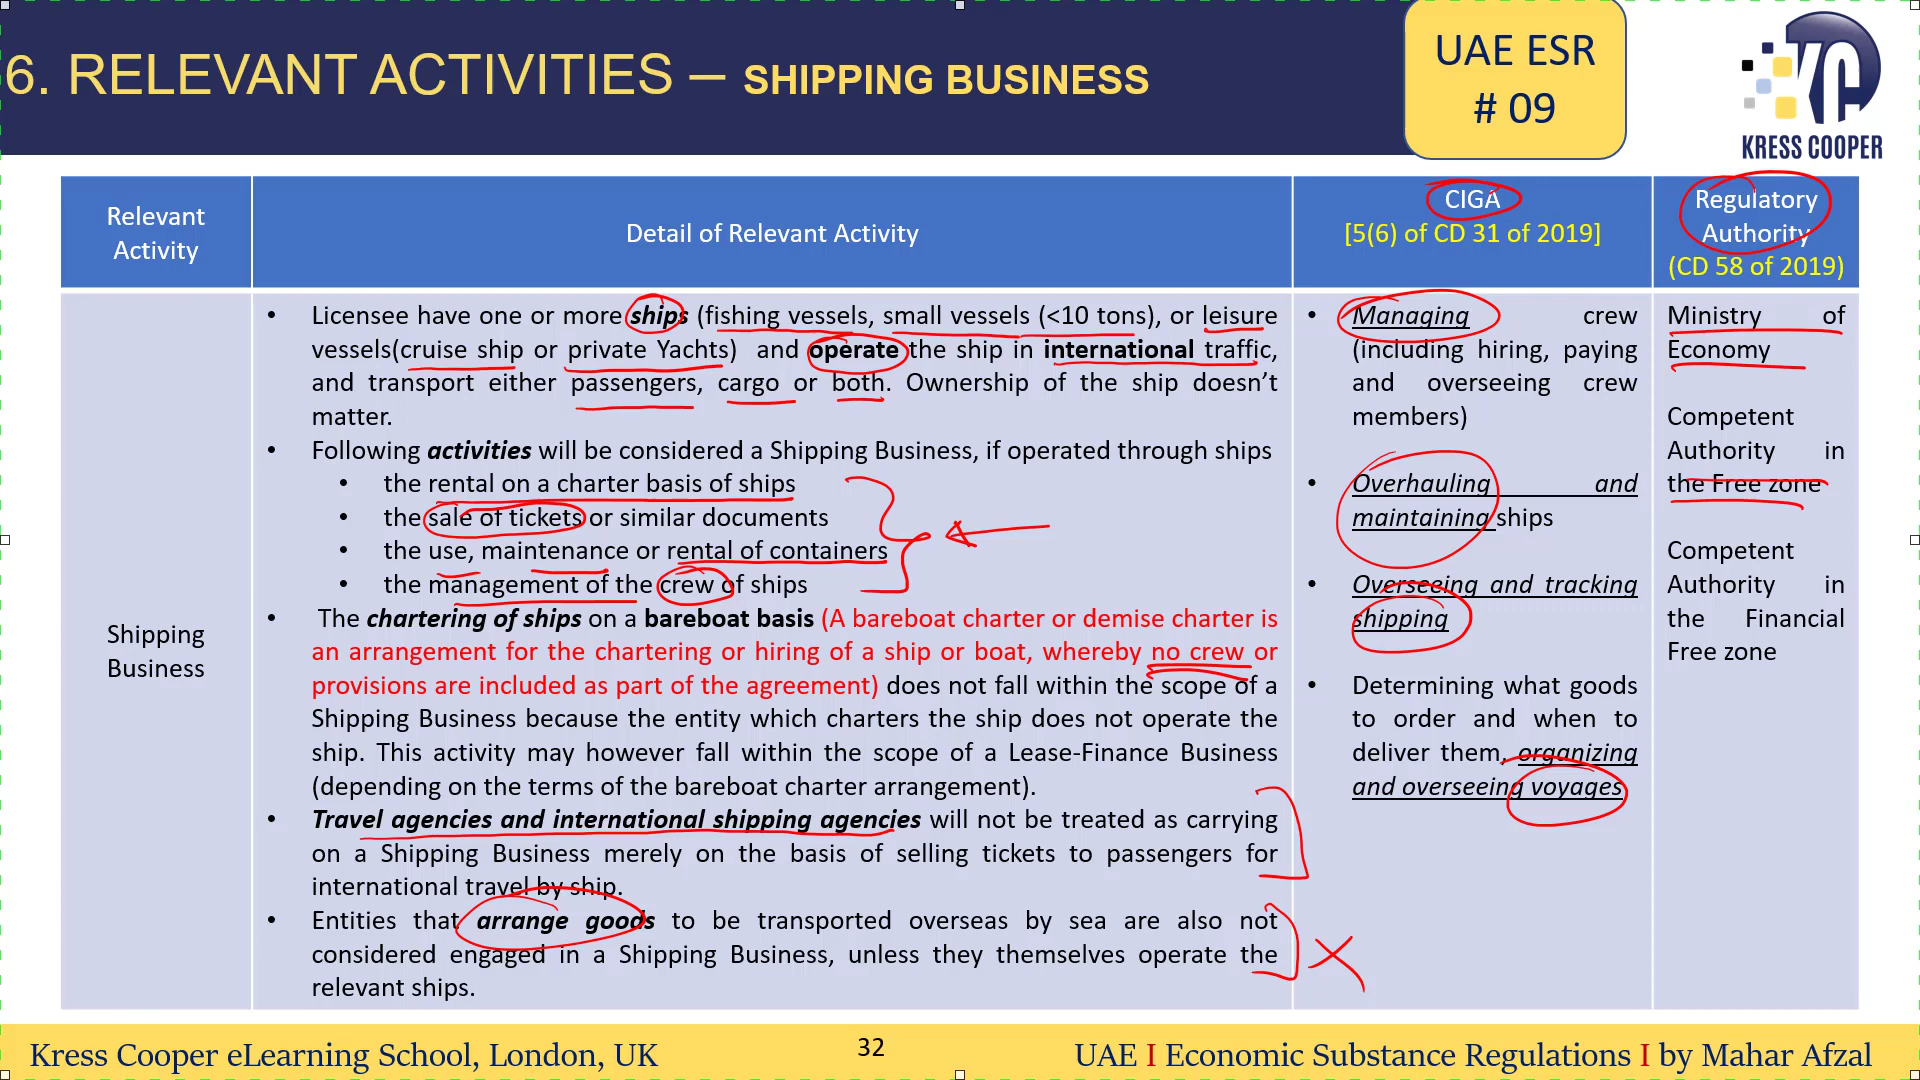 6. RELEVANT ACTIVITIES – SHIPPING BUSINESS
UAE ESR
# 09
KRESS COOPER
Relevant
Activity
Detail of Relevant Activity
CIGA
[5(6) of CD 31 of 2019]
Regulatory
Authority
(CD 58 of 2019)
Shipping
Business
• Licensee have one or more ships (fishing vessels, small vessels (<10 tons), or leisure
vessels(cruise ship or private Yachts) and operate the ship in international traffic,
and transport either passengers, cargo or both. Ownership of the ship doesn't
matter.
• Following activities will be considered a Shipping Business, if operated through ships
• the rental on a charter basis of ships
• the sale of tickets or similar documents
• the use, maintenance or rental of containers
• the management of the crew of ships
• The chartering of ships on a bareboat basis (A bareboat charter or demise charter is
an arrangement for the chartering or hiring of a ship or boat, whereby no crew or
provisions are included as part of the agreement) does not fall within the scope of a
Shipping Business because the entity which charters the ship does not operate the
ship. This activity may however fall within the scope of a Lease-Finance Business
(depending on the terms of the bareboat charter arrangement).
• Travel agencies and international shipping agencies will not be treated as carrying
on a Shipping Business merely on the basis of selling tickets to passengers for
international travel by ship.
• Entities that arrange goods to be transported overseas by sea are also not
considered engaged in a Shipping Business, unless they themselves operate the
relevant ships.
• Managing crew
(including hiring, paying
and overseeing crew
members)
• Overhauling and
maintaining ships
• Overseeing and tracking
shipping
• Determining what goods
to order and when to
deliver them, organizing
and overseeing voyages
Ministry of
Economy
Competent
Authority in
the Free zone
Competent
Authority in
the Financial
Free zone
Kress Cooper eLearning School, London, UK
32
UAE I Economic Substance Regulations I by Mahar Afzal